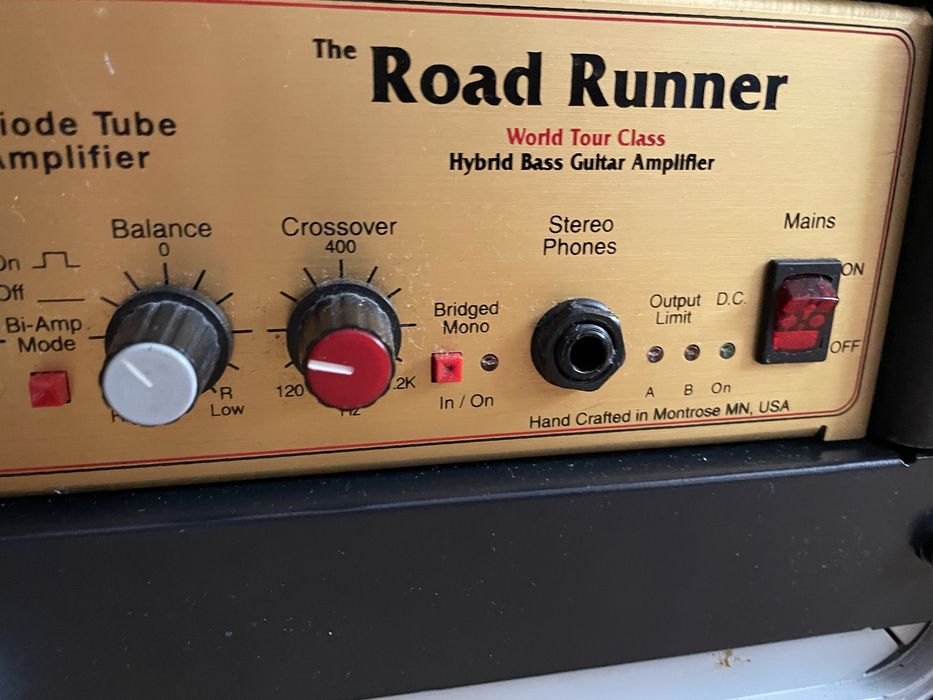 The Road Runner
World Tour Class
Hybrid Bass Guitar Amplifier
iode Tube
mplifier
Balance
0
Crossover
400
Stereo
Phones
Mains
On
Off
Bi-Amp
Mode
R
Low
120
Hz
.2K
Bridged
Mono
In / On
Output
Limit
D.C.
A
B
On
ON
OFF
Hand Crafted in Montrose MN, USA